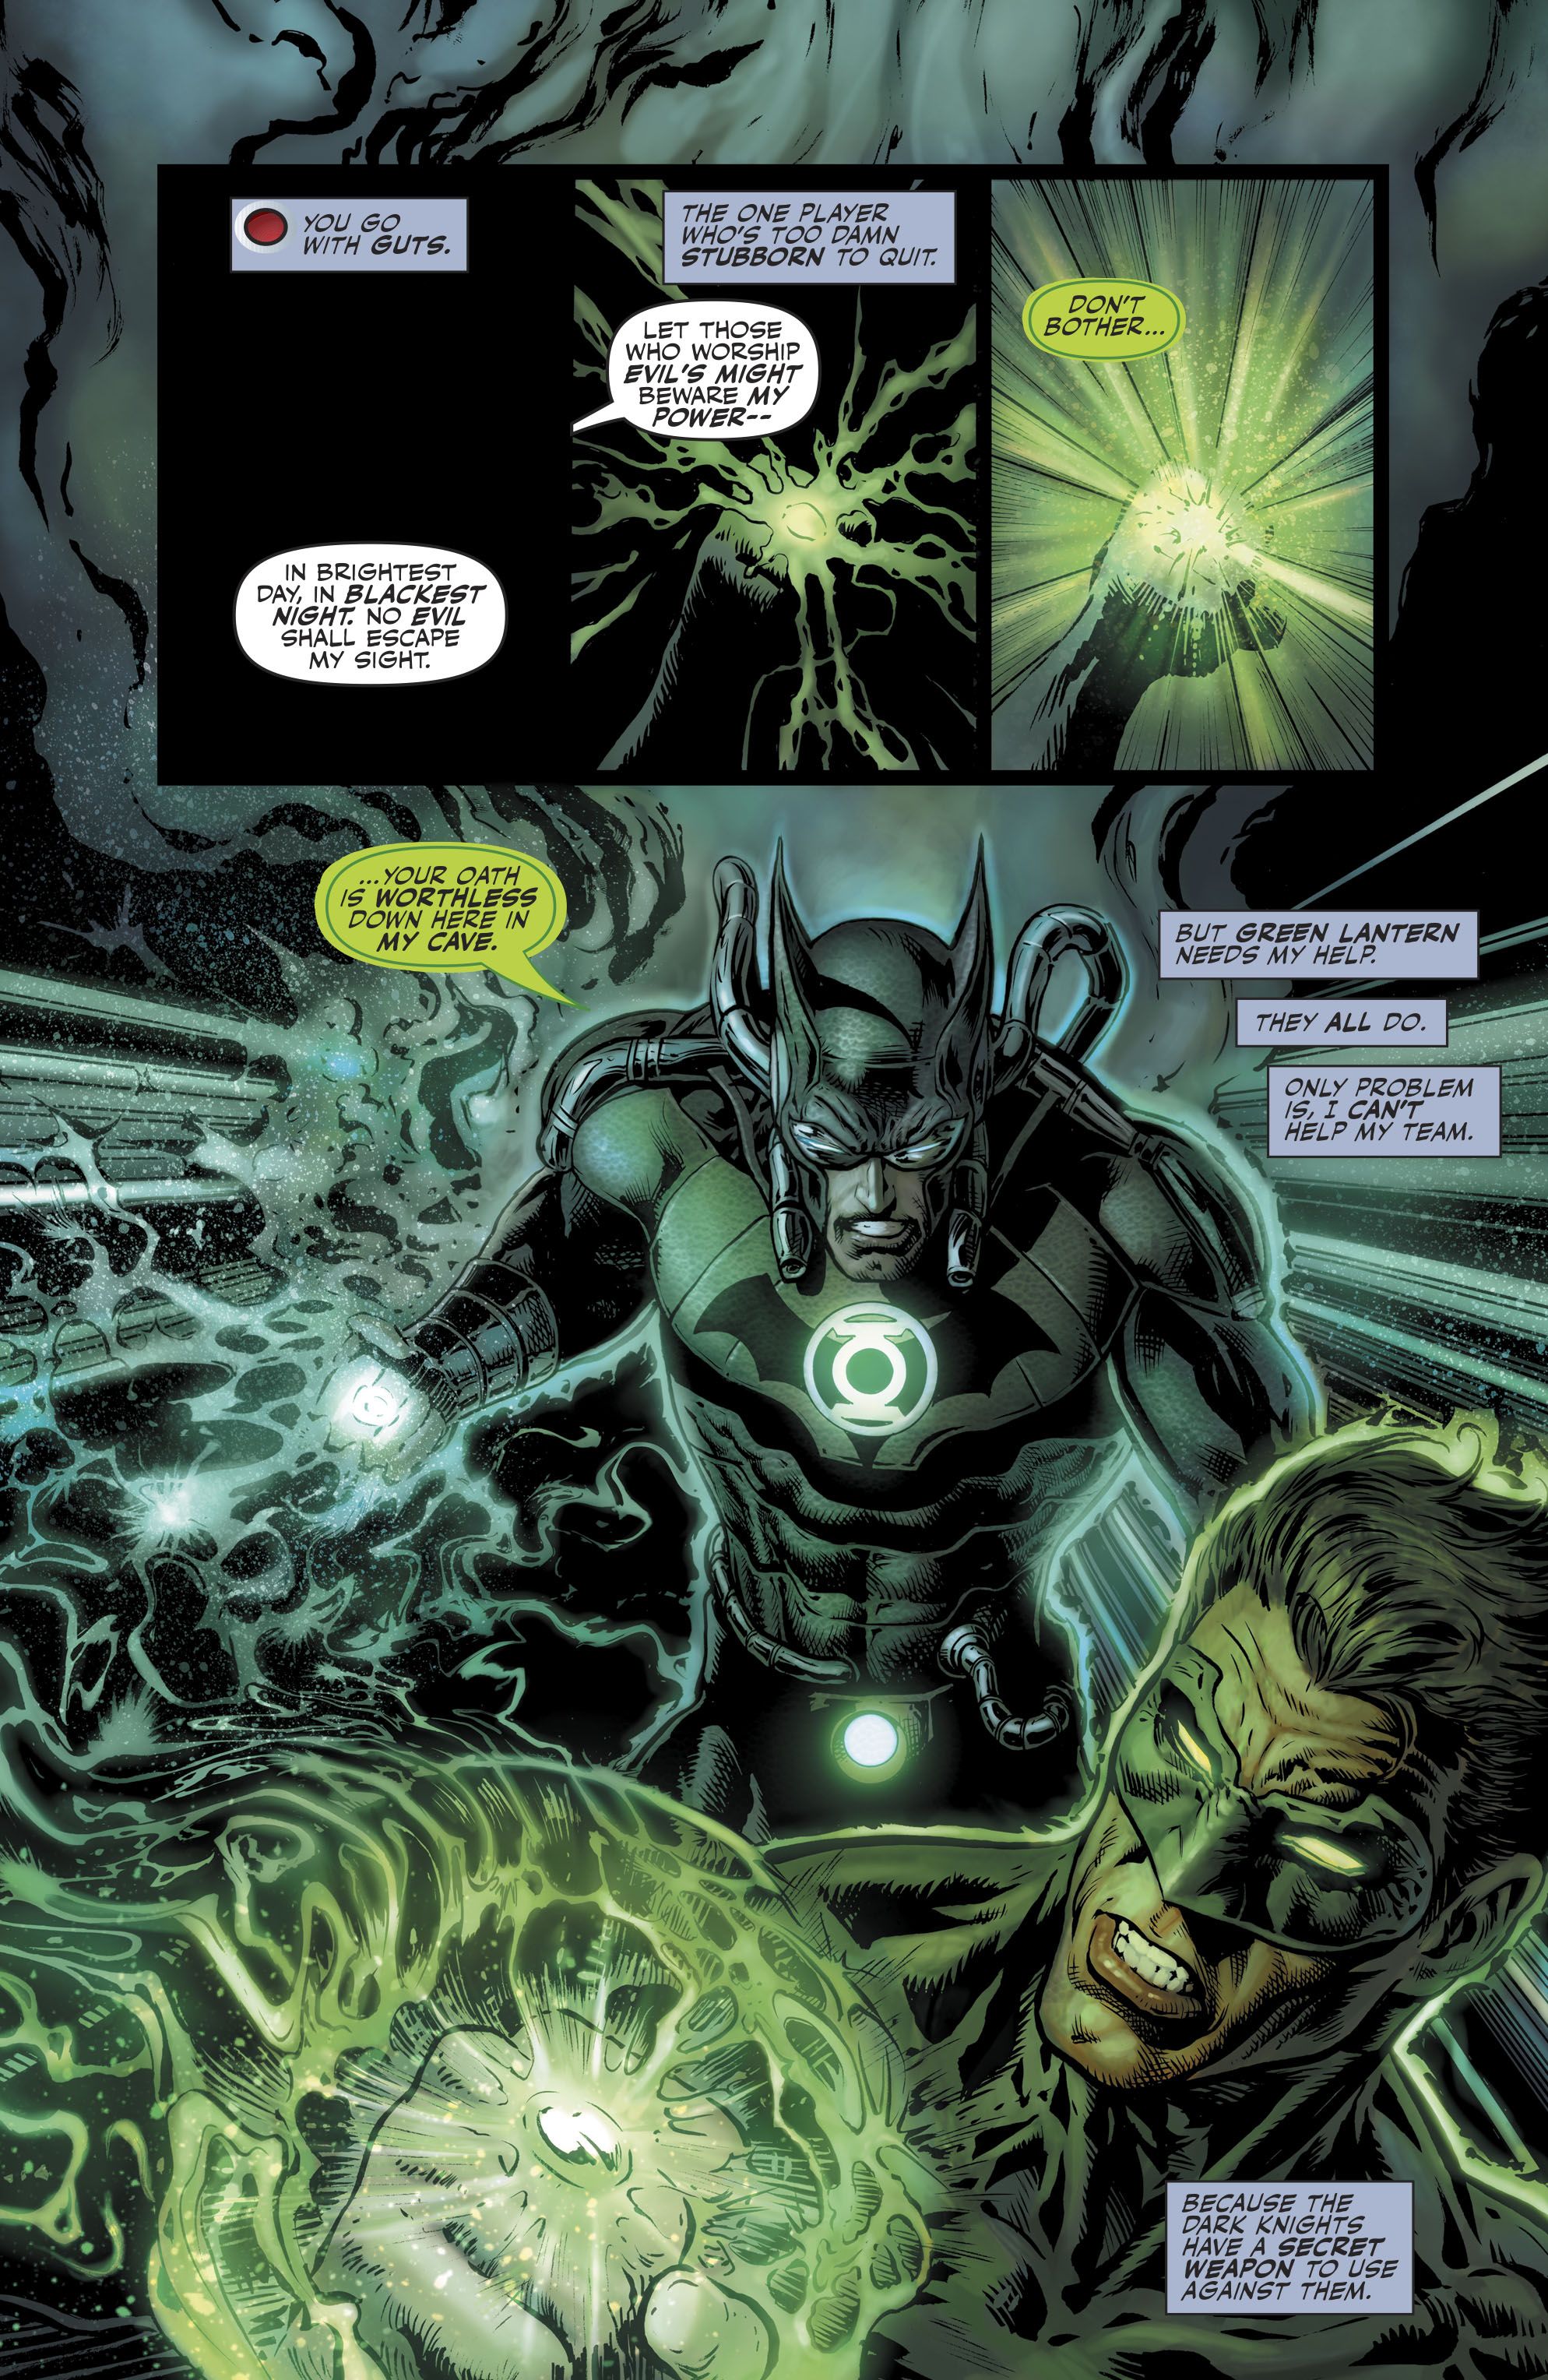 YOU GO
WITH GUTS.
IN BRIGHTEST
DAY, IN BLACKEST
NIGHT. NO EVIL
SHALL ESCAPE
MY SIGHT.
THE ONE PLAYER
WHO'S TOO DAMN
STUBBORN TO QUIT.
LET THOSE
WHO WORSHIP
EVIL'S MIGHT
BEWARE MY
POWER--
DON'T
BOTHER...
...YOUR OATH
IS WORTHLESS
DOWN HERE IN
MY CAVE.
BUT GREEN LANTERN
NEEDS MY HELP.
THEY ALL DO.
ONLY PROBLEM
IS, I CAN'T
HELP MY TEAM.
BECAUSE THE
DARK KNIGHTS
HAVE A SECRET
WEAPON TO USE
AGAINST THEM.